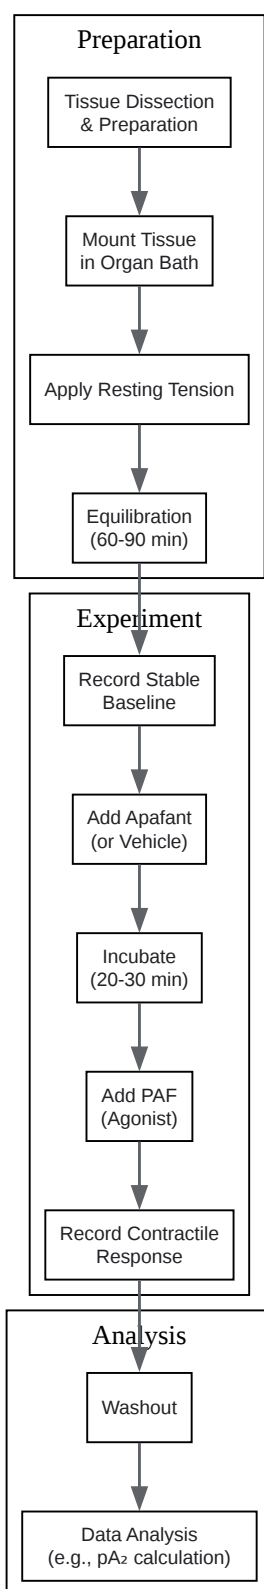 Preparation
Tissue Dissection
& Preparation
Mount Tissue
in Organ Bath
Apply Resting Tension
Equilibration
(60-90 min)
Experiment
Record Stable
Baseline
Add Apafant
(or Vehicle)
Incubate
(20-30 min)
Add PAF
(Agonist)
Record Contractile
Response
Analysis
Washout
Data Analysis
(e.g., pA₂ calculation)